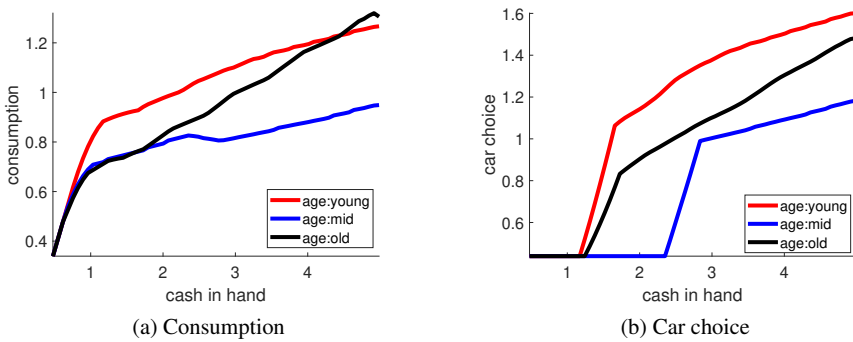 1.2
1
0.8
0.6
0.4
consumption
1 2 3 4
cash in hand
age:young
age:mid
age:old
(a) Consumption
1.6
1.4
1.2
1
0.8
0.6
car choice
1 2 3 4
cash in hand
age:young
age:mid
age:old
(b) Car choice